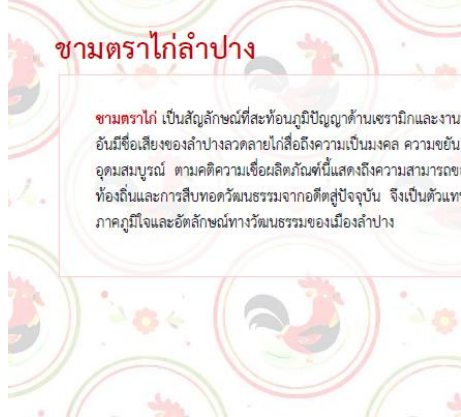 ชามตราไก่ลำปาง
ชามตราไก่ เป็นสัญลักษณ์ที่สะท้อนภูมิปัญญาด้านเซรามิกและงาน
อันมีชื่อเสียงของลำปางลวดลายไก่สื่อถึงความเป็นมงคล ความขยัน
อุดมสมบูรณ์ ตามคติความเชื่อผลิตภัณฑ์นี้แสดงถึงความสามารถข
ท้องถิ่นและการสืบทอดวัฒนธรรมจากอดีตสู่ปัจจุบัน จึงเป็นตัวแท
ภาคภูมิใจและอัตลักษณ์ทางวัฒนธรรมของเมืองลำปาง